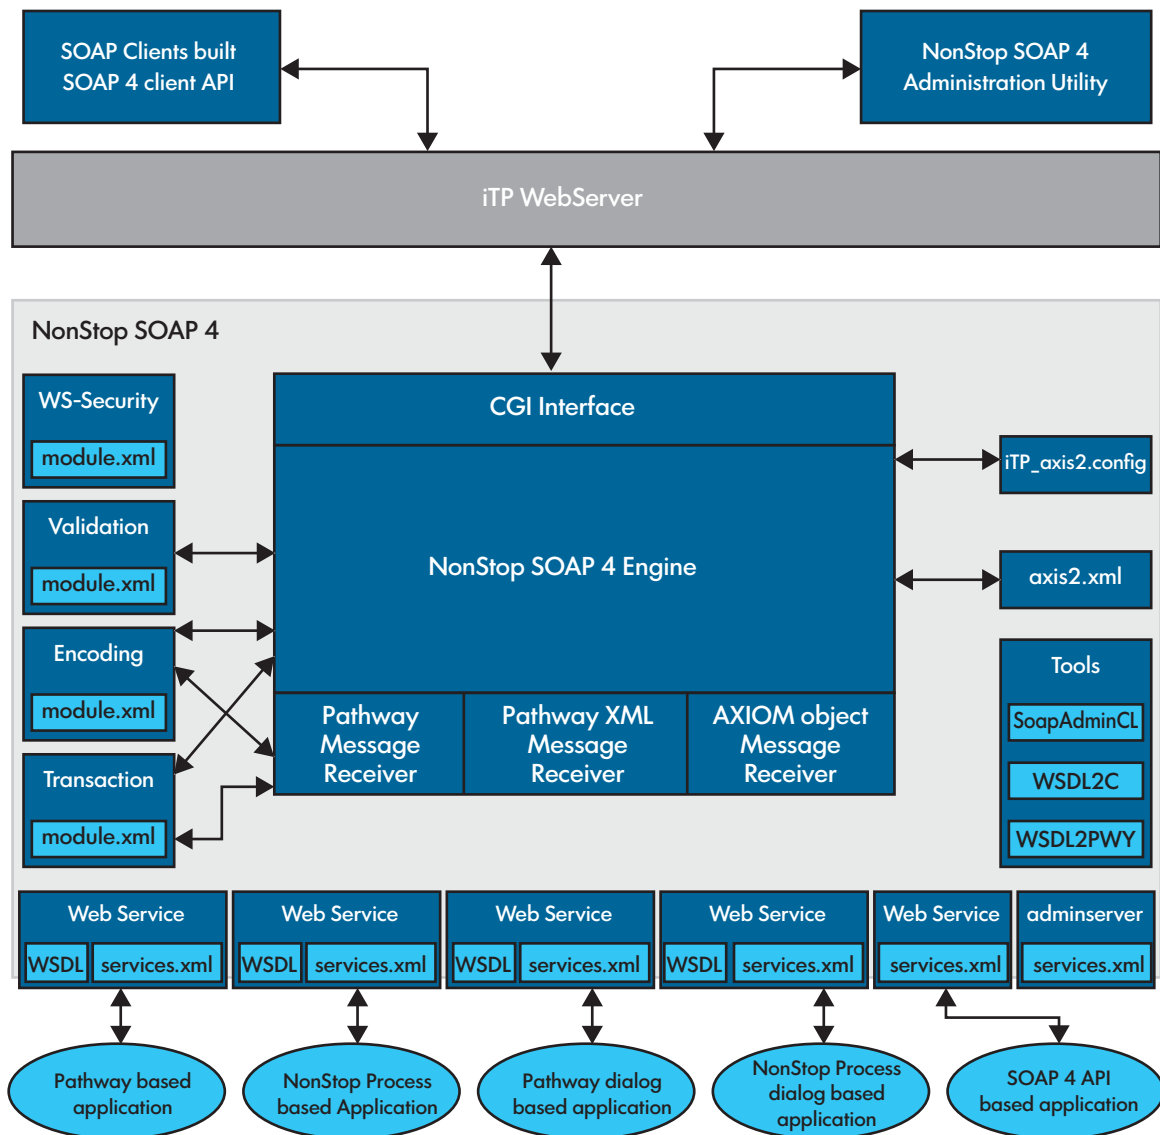 SOAP Clients built
SOAP 4 client API
NonStop SOAP 4
Administration Utility
iTP WebServer
NonStop SOAP 4
WS-Security
module.xml
Validation
module.xml
Encoding
module.xml
Transaction
module.xml
CGI Interface
NonStop SOAP 4 Engine
Pathway
Message
Receiver
Pathway XML
Message
Receiver
AXIOM object
Message
Receiver
iTP_axis2.config
axis2.xml
Tools
SoapAdminCL
WSDL2C
WSDL2PWY
Web Service
WSDL
services.xml
Web Service
WSDL
services.xml
Web Service
WSDL
services.xml
Web Service
WSDL
services.xml
Web Service
services.xml
adminserver
services.xml
Pathway based
application
NonStop Process
based Application
Pathway dialog
based application
NonStop Process
dialog based
application
SOAP 4 API
based application